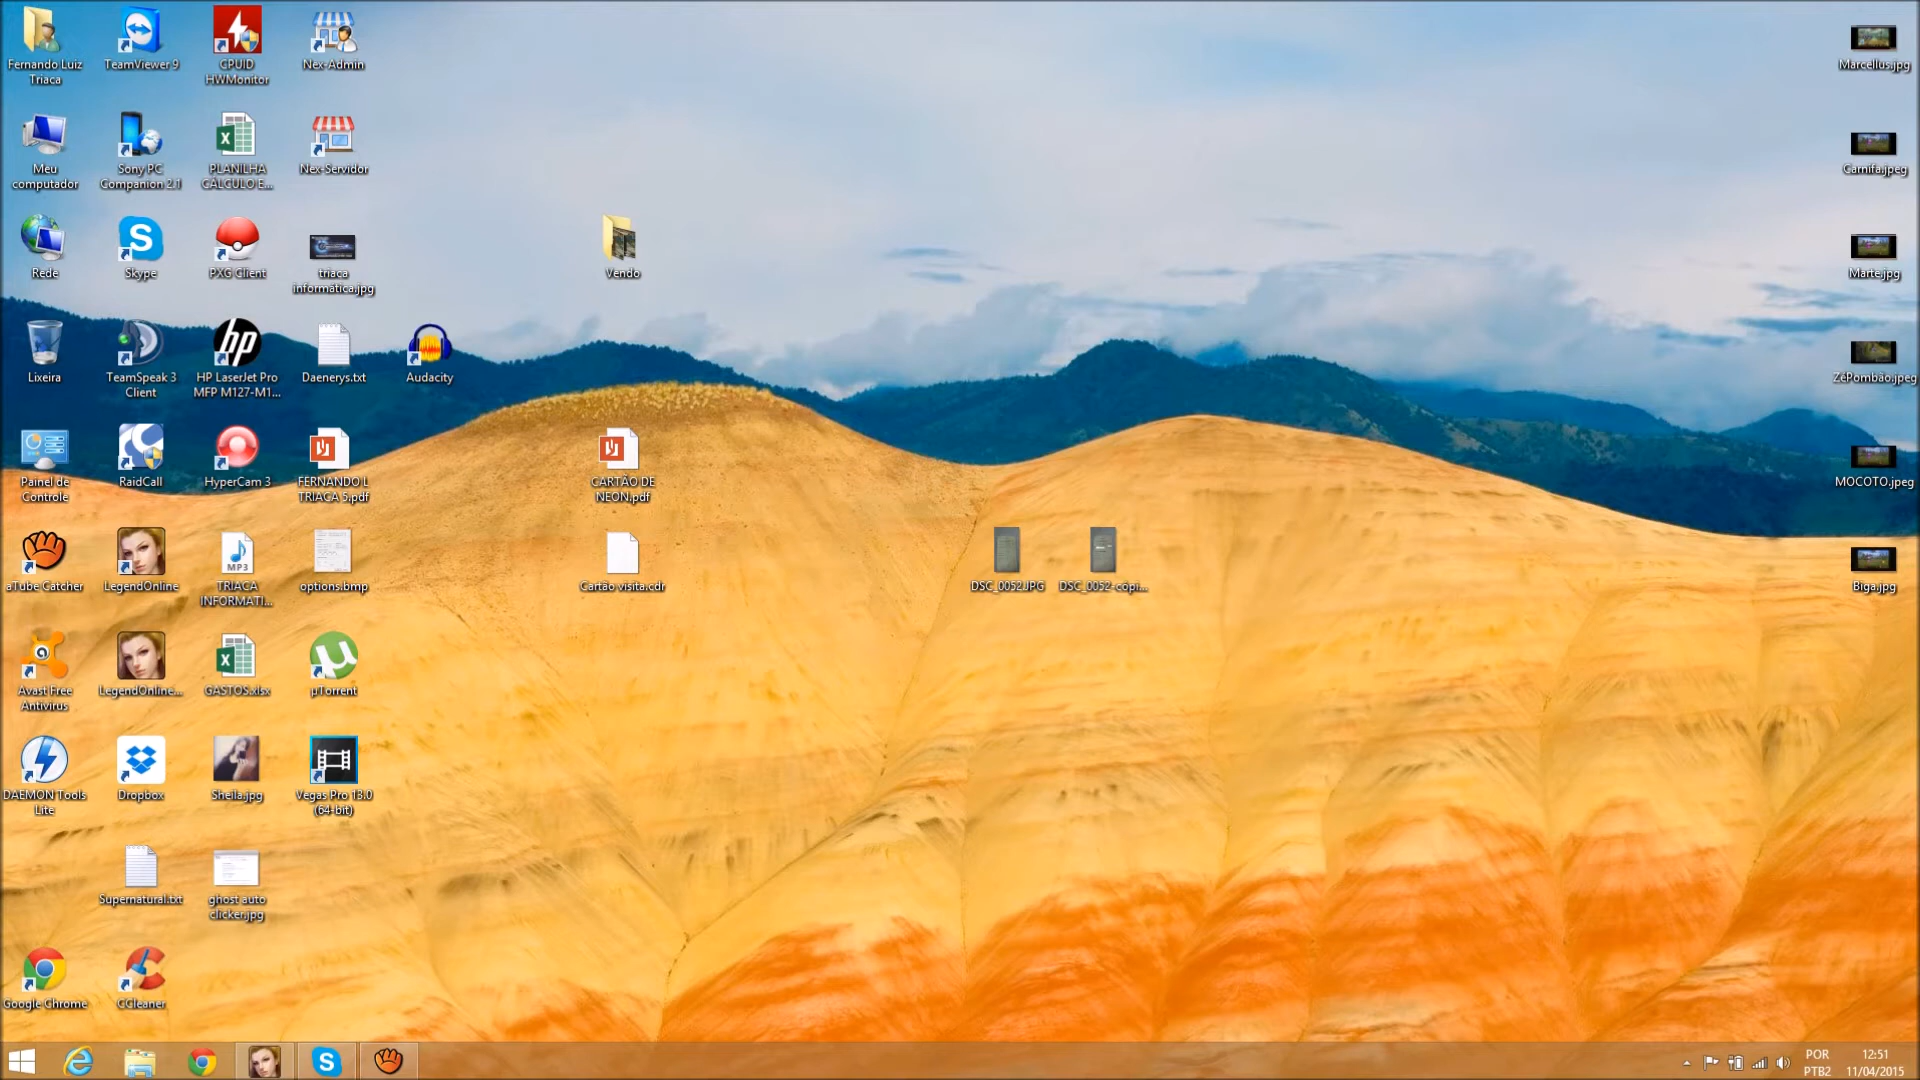 Fernando Luiz
Triaca
TeamViewer 9
CPUID
HWMonitor
Nex-Admin
Marcellus.jpg
Meu
computador
Sony PC
Companion 2.1
PLANILHA
CÁLCULO E...
Nex-Servidor
Carnifa.jpeg
Rede
Skype
PXG Client
triaca
informática.jpg
Vendo
Marte.jpg
Lixeira
TeamSpeak 3
Client
HP LaserJet Pro
MFP M127-M1...
Daenerys.txt
Audacity
ZéPombão.jpeg
Painel de
Controle
RaidCall
HyperCam 3
FERNANDO L
TRIACA 5.pdf
CARTÃO DE
NEON.pdf
MOCOTO.jpeg
aTube Catcher
LegendOnline
MP3
TRIACA
INFORMATI...
options.bmp
Cartão visita.cdr
DSC_0052.JPG
DSC_0052-cópi...
Biga.jpg
Avast Free
Antivirus
LegendOnline...
GASTOS.xlsx
µTorrent
DAEMON Tools
Lite
Dropbox
Sheila.jpg
Vegas Pro 13.0
(64-bit)
Supernatural.txt
ghost auto
clicker.jpg
Google Chrome
CCleaner
POR
PTB2
12:51
11/04/2015